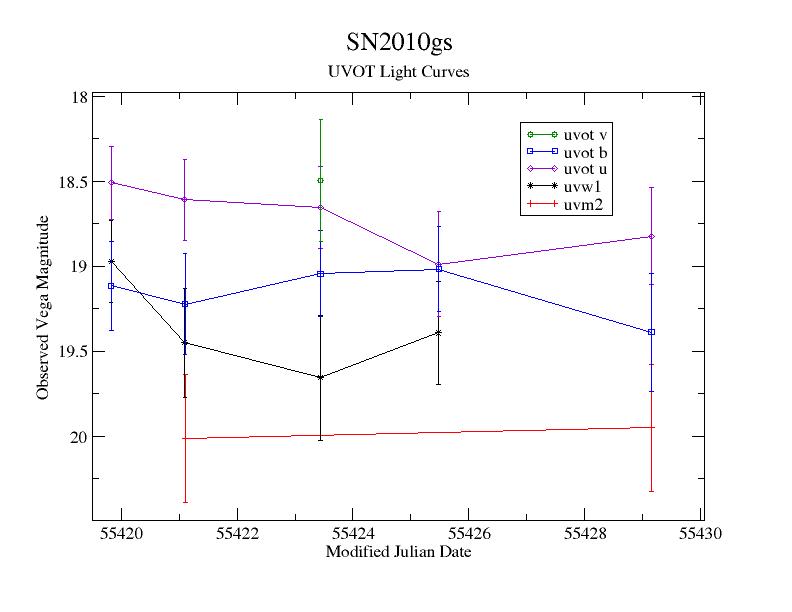 SN2010gs
UVOT Light Curves
18
18.5
19
19.5
20
Observed Vega Magnitude
uvot v
uvot b
uvot u
uvw1
uvm2
55420 55422 55424 55426 55428 55430
Modified Julian Date